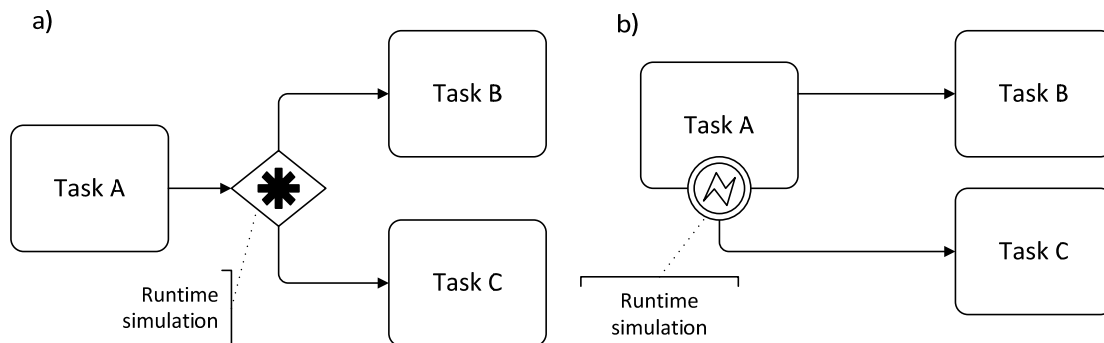 a)
Task A
Task B
Task C
Runtime
simulation
b)
Task A
Task B
Task C
Runtime
simulation